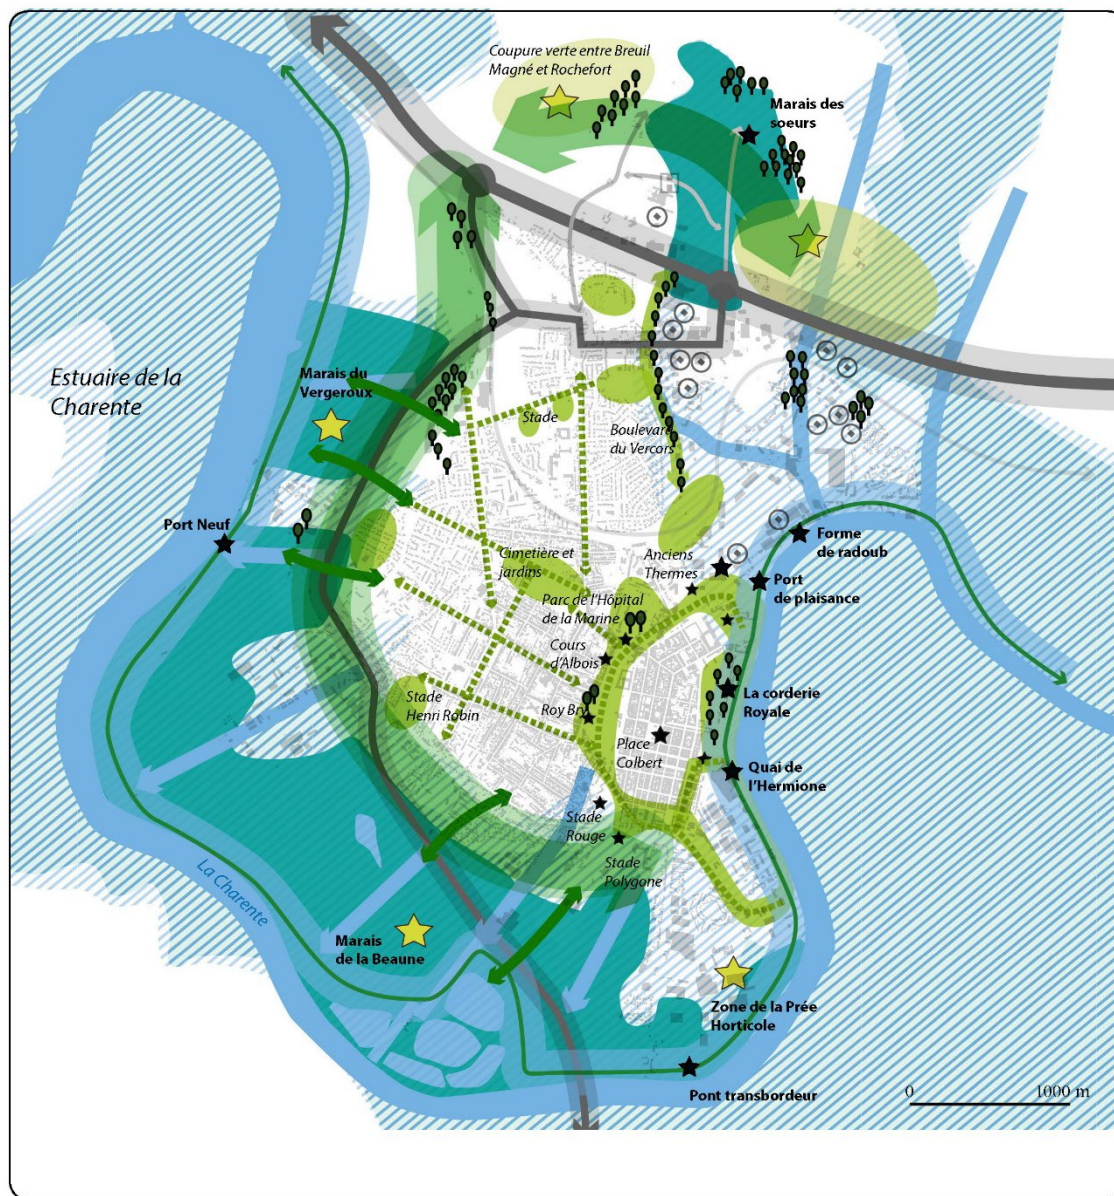 Coupure verte entre Breuil
Magné et Rochefort
Marais des
soeurs
H
Estuaire de la
Charente
Marais du
Vergeroux
Stade
Boulevard
du Vercors
Port Neuf
Forme
de radoub
Cimetière et
jardins
Anciens
Thermes
Port
de plaisance
Parc de l'Hôpital
de la Marine
Cours
d'Albois
Stade
Henri Robin
Roy Bry
La corderie
Royale
Place
Colbert
Quai de
l'Hermione
Stade
Rouge
Stade
Polygone
La Charente
Marais
de la Beaune
Zone de la Prée
Horticole
Pont transbordeur
0 1000 m